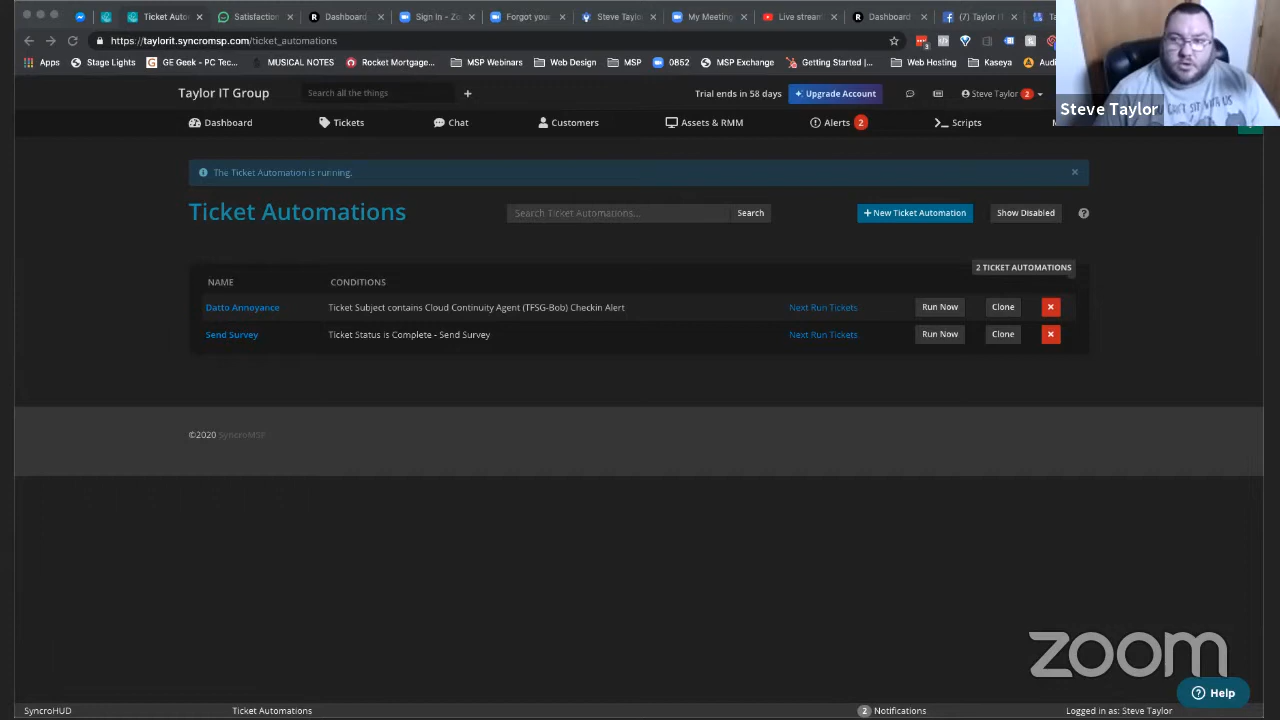 Ticket Auto
Satisfaction
Dashboard
Sign In - Zo
Forgot your
Steve Taylor
My Meeting
Live stream
Dashboard
(7) Taylor I
https://taylorit.syncromsp.com/ticket_automations
Apps
Stage Lights
GE Geek - PC Tec...
MUSICAL NOTES
Rocket Mortgage...
MSP Webinars
Web Design
MSP
0862
MSP Exchange
Getting Started |...
Web Hosting
Kaseya
Taylor IT Group
Search all the things
Trial ends in 58 days
Upgrade Account
Steve Taylor 2
Steve Taylor
Dashboard
Tickets
Chat
Customers
Assets & RMM
Alerts 2
Scripts
The Ticket Automation is running.
Ticket Automations
Search Ticket Automations...
Search
+ New Ticket Automation
Show Disabled
2 TICKET AUTOMATIONS
NAME CONDITIONS
Datto Annoyance Ticket Subject contains Cloud Continuity Agent (TFSG-Bob) Checkin Alert Next Run Tickets Run Now Clone
Send Survey Ticket Status is Complete - Send Survey Next Run Tickets Run Now Clone
©2020 SyncroMSP
zoom
Help
SyncroHUD
Ticket Automations
2 Notifications
Logged in as: Steve Taylor